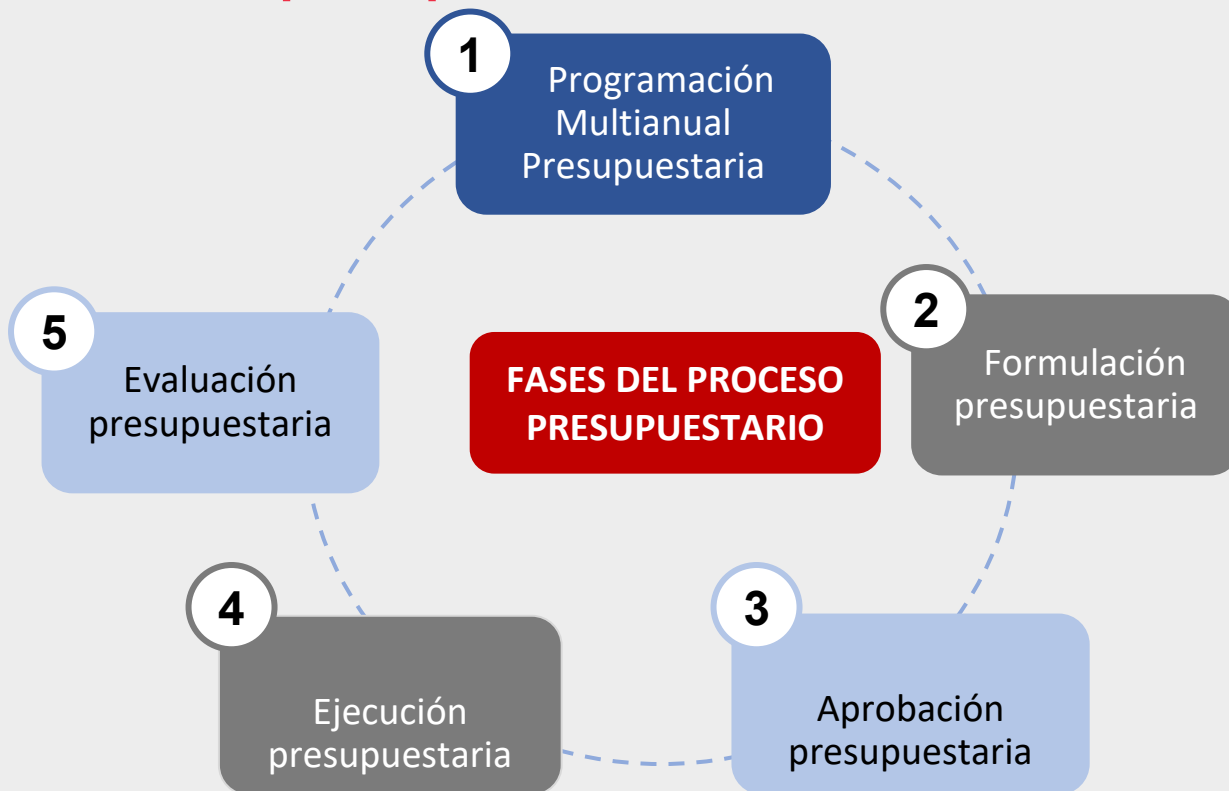 1
Programación
Multianual
Presupuestaria
2
Formulación
presupuestaria
3
Aprobación
presupuestaria
4
Ejecución
presupuestaria
5
Evaluación
presupuestaria
FASES DEL PROCESO
PRESUPUESTARIO